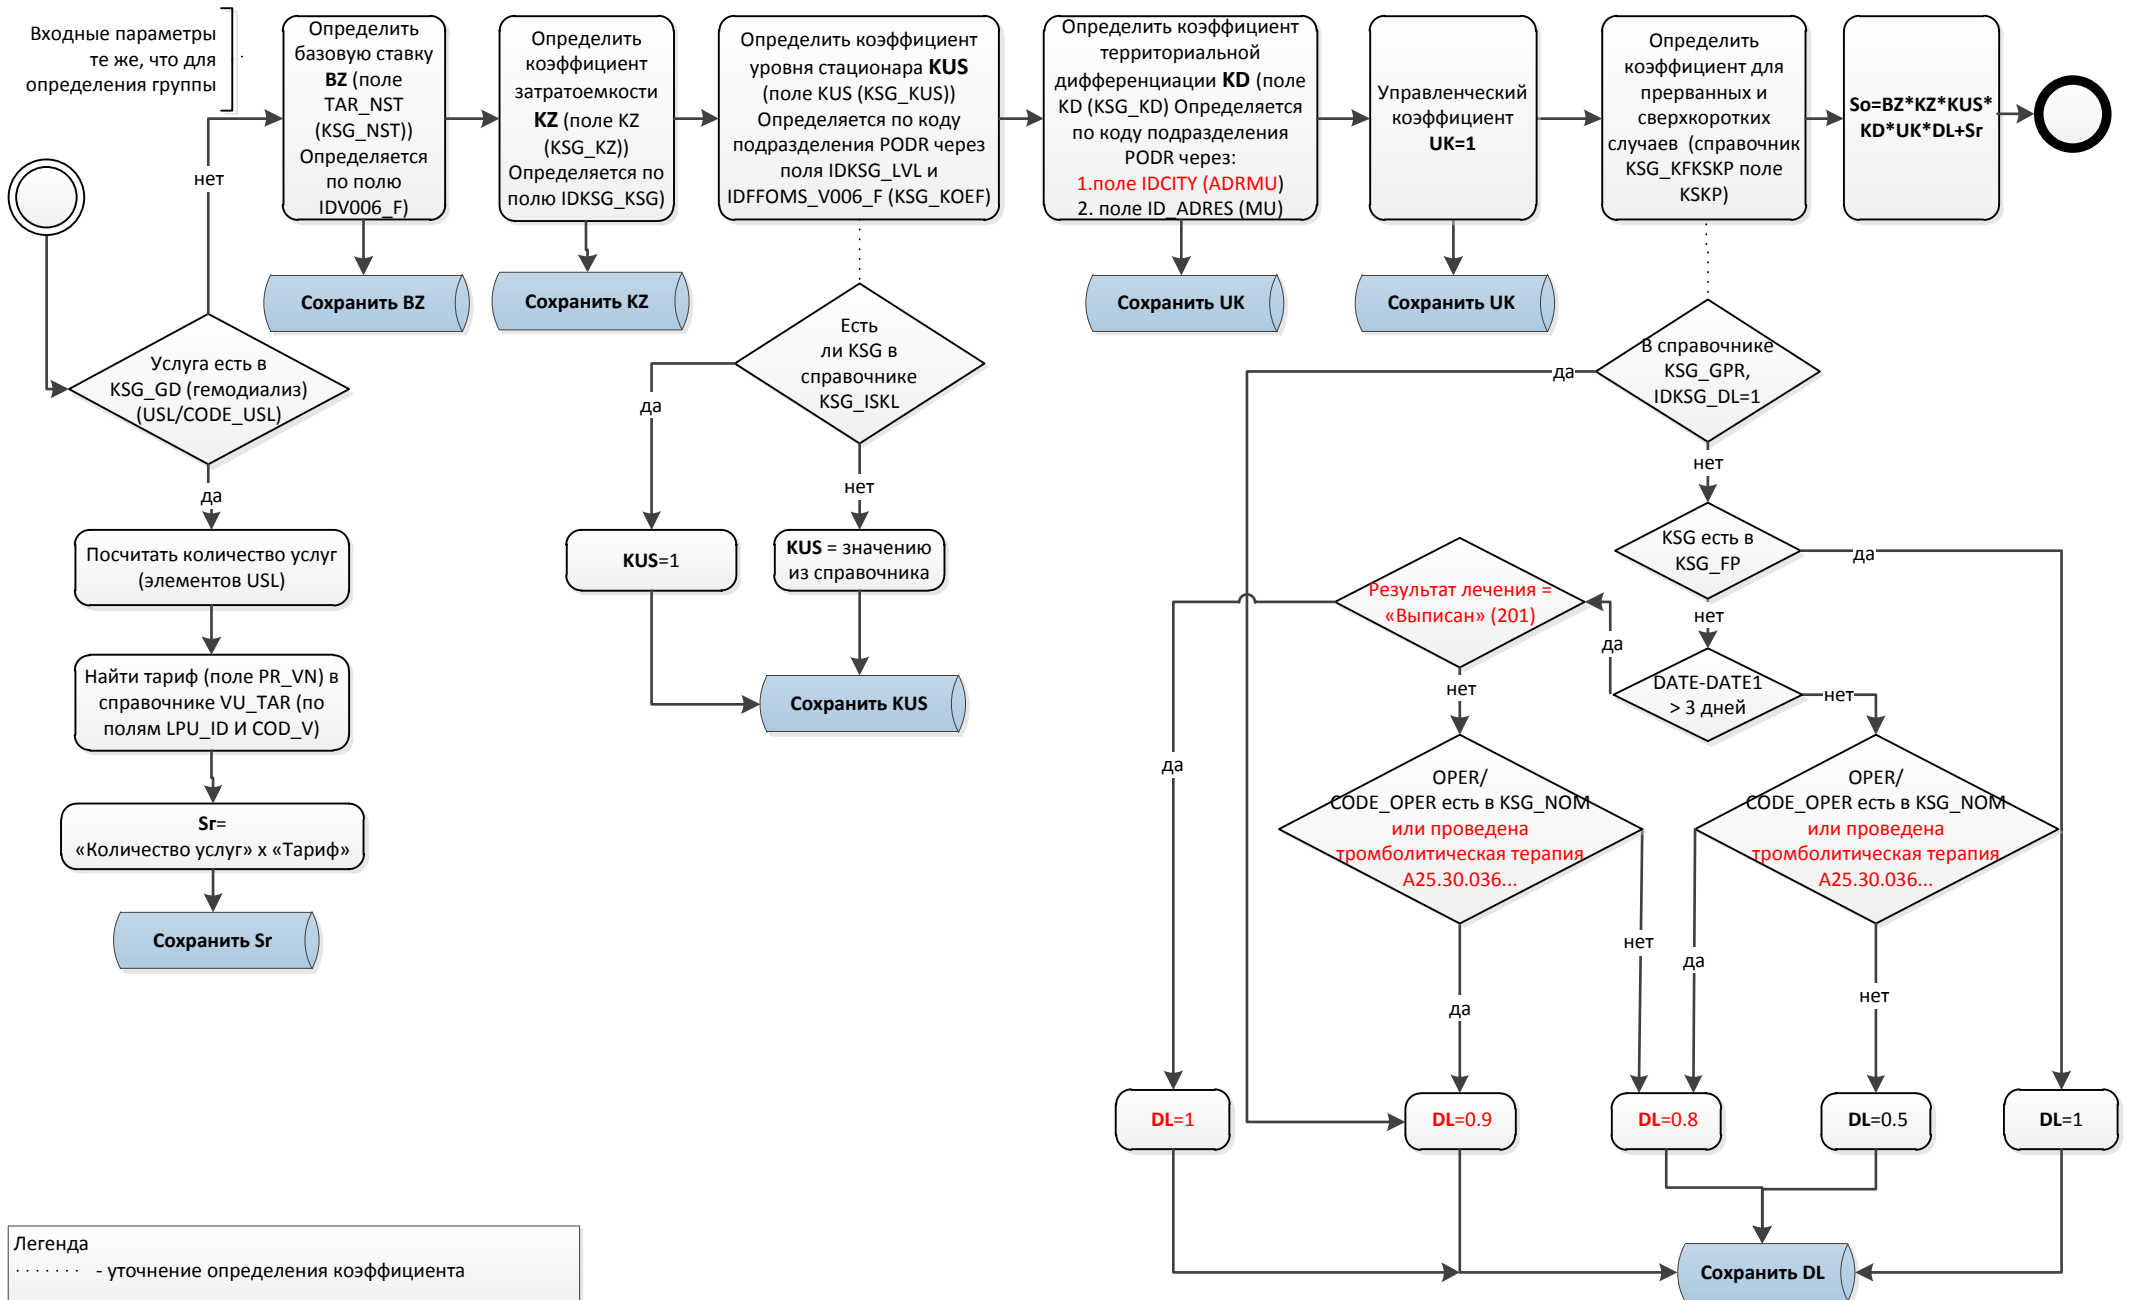 Входные параметры
те же, что для
определения группы
Определить
базовую ставку
BZ (поле
TAR_NST
(KSG_NST))
Определяется
по полю
IDV006_F)
Определить
коэффициент
затратоемкости
KZ (поле KZ
(KSG_KZ))
Определяется по
полю IDKSG_KSG)
Определить коэффициент
уровня стационара KUS
(поле KUS (KSG_KUS))
Определяется по коду
подразделения PODR через
поля IDKSG_LVL и
IDFFOMS_V006_F (KSG_KOEF)
Определить коэффициент
территориальной
дифференциации KD (поле
KD (KSG_KD) Определяется
по коду подразделения
PODR через:
1.поле IDCITY (ADRMU)
2. поле ID_ADRES (MU)
Управленческий
коэффициент
UK=1
Определить
коэффициент для
прерванных и
сверхкоротких
случаев (справочник
KSG_KFKSKP поле
KSKP)
So=BZ*KZ*KUS*
KD*UK*DL+Sr
нет
Сохранить BZ
Сохранить KZ
Сохранить UK
Сохранить UK
Услуга есть в
KSG_GD (гемодиализ)
(USL/CODE_USL)
да
Посчитать количество услуг
(элементов USL)
Найти тариф (поле PR_VN) в
справочнике VU_TAR (по
полям LPU_ID И COD_V)
Sr=
«Количество услуг» x «Тариф»
Сохранить Sr
Есть
ли KSG в
справочнике
KSG_ISKL
да
нет
KUS=1
KUS = значению
из справочника
Сохранить KUS
В справочнике
KSG_GPR,
IDKSG_DL=1
да
нет
KSG есть в
KSG_FP
да
нет
DATE-DATE1
> 3 дней
да
нет
Результат лечения =
«Выписан» (201)
да
нет
OPER/
CODE_OPER есть в KSG_NOM
или проведена
тромболитическая терапия
A25.30.036...
OPER/
CODE_OPER есть в KSG_NOM
или проведена
тромболитическая терапия
A25.30.036...
да
нет
да
нет
DL=1
DL=0.9
DL=0.8
DL=0.5
DL=1
Сохранить DL
Легенда
....... - уточнение определения коэффициента